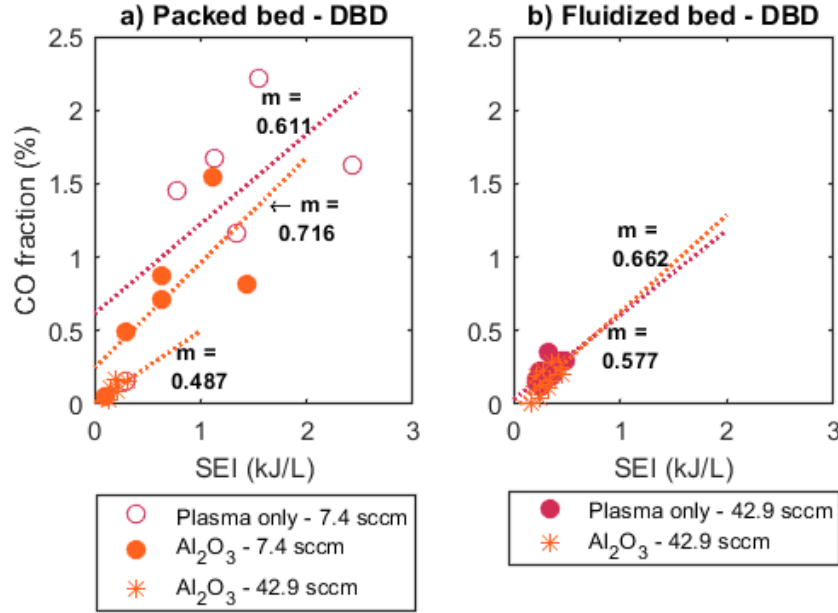 a) Packed bed - DBD
2.5
2
1.5
1
0.5
0
CO fraction (%)
m =
0.611
← m =
0.716
m =
0.487
0 1 2 3
SEI (kJ/L)
Plasma only - 7.4 sccm
Al₂O₃ - 7.4 sccm
Al₂O₃ - 42.9 sccm
b) Fluidized bed - DBD
2.5
2
1.5
1
0.5
0
m =
0.662
m =
0.577
0 1 2 3
SEI (kJ/L)
Plasma only - 42.9 sccm
Al₂O₃ - 42.9 sccm